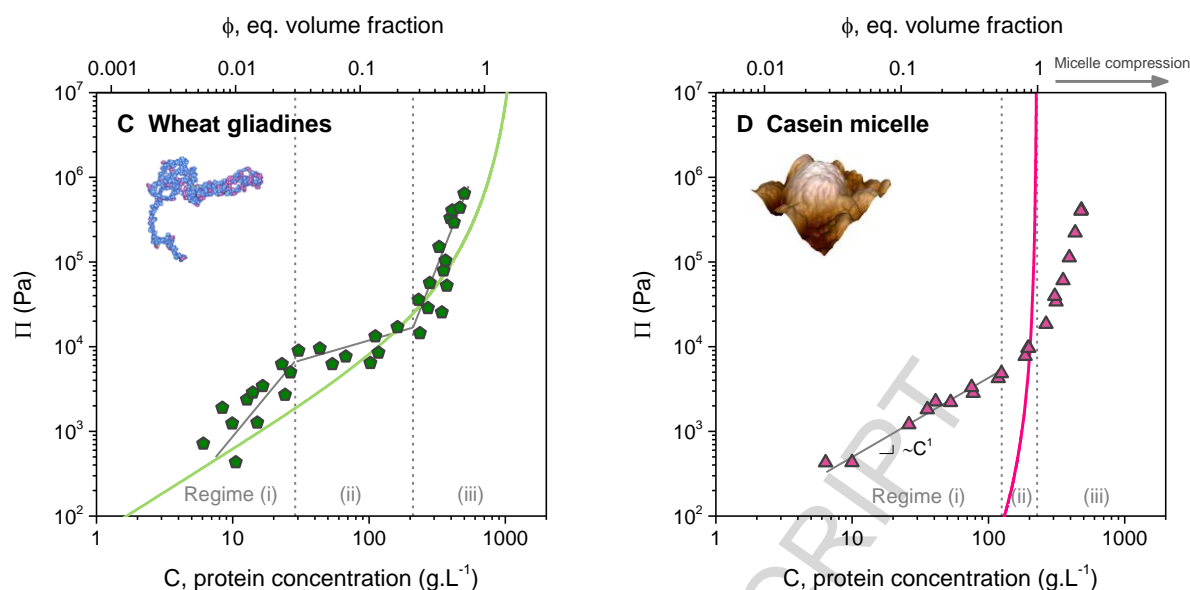 ϕ, eq. volume fraction
0.001 0.01 0.1 1
10⁷
10⁶
10⁵
10⁴
10³
10²
Π (Pa)
C Wheat gliadines
Regime (i) (ii) (iii)
1 10 100 1000
C, protein concentration (g.L⁻¹)
ϕ, eq. volume fraction
0.01 0.1 1 Micelle compression
10⁷
10⁶
10⁵
10⁴
10³
10²
Π (Pa)
D Casein micelle
~C¹
Regime (i) (ii) (iii)
1 10 100 1000
C, protein concentration (g.L⁻¹)
RIPT